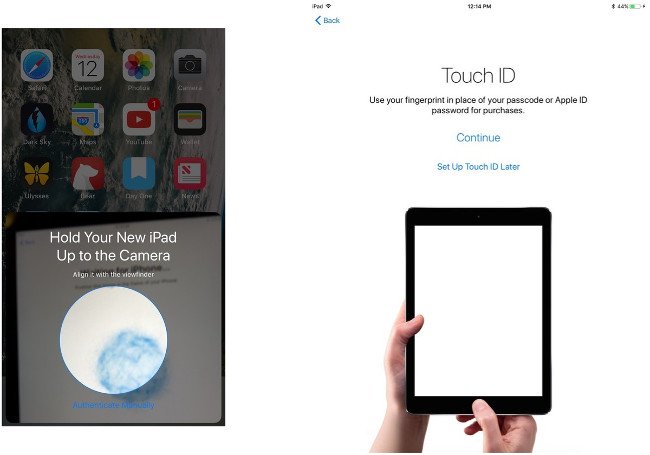 Wednesday
12
Safari
Calendar
Photos
Camera
280
1
Dark Sky
Maps
YouTube
Wallet
Ulysses
Bear
Day One
News
Hold Your New iPad
Up to the Camera
Align it with the viewfinder
Authenticate Manually
iPad
12:14 PM
44%
Back
Touch ID
Use your fingerprint in place of your passcode or Apple ID
password for purchases.
Continue
Set Up Touch ID Later